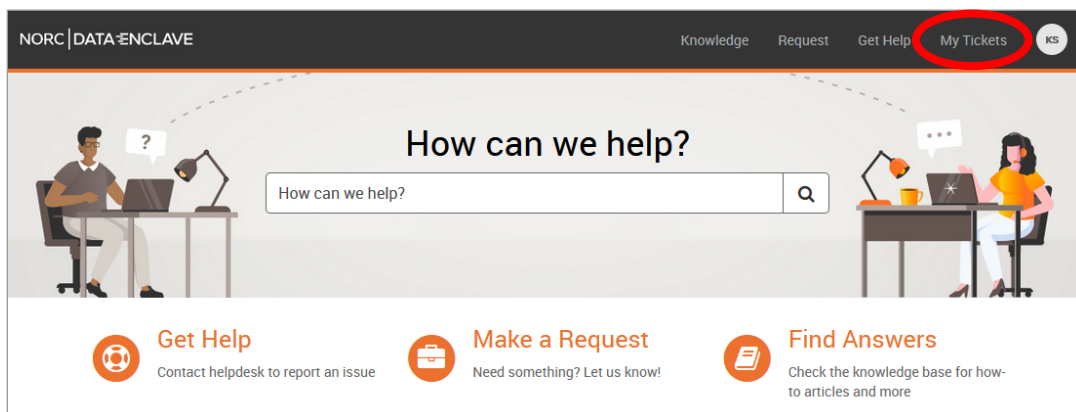 NORC DATA ENCLAVE
Knowledge Request Get Help My Tickets KS
?
How can we help?
How can we help?
Get Help
Contact helpdesk to report an issue
Make a Request
Need something? Let us know!
Find Answers
Check the knowledge base for how-
to articles and more